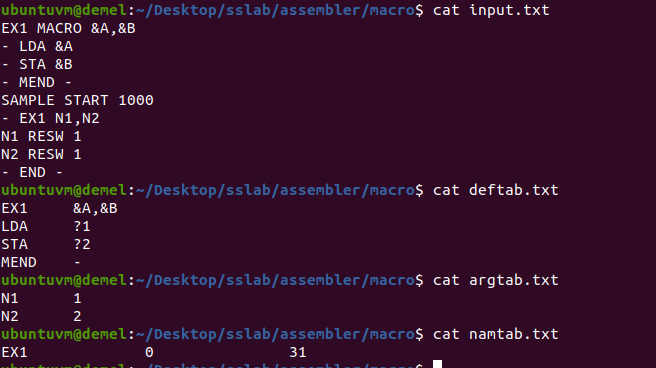 ubuntuvm@demel:~/Desktop/sslab/assembler/macro$ cat input.txt
EX1 MACRO &A,&B
- LDA &A
- STA &B
- MEND -
SAMPLE START 1000
- EX1 N1,N2
N1 RESW 1
N2 RESW 1
- END -
ubuntuvm@demel:~/Desktop/sslab/assembler/macro$ cat deftab.txt
EX1 &A,&B
LDA ?1
STA ?2
MEND -
ubuntuvm@demel:~/Desktop/sslab/assembler/macro$ cat argtab.txt
N1 1
N2 2
ubuntuvm@demel:~/Desktop/sslab/assembler/macro$ cat namtab.txt
EX1 0 31
ubuntuvm@demel:~/Desktop/sslab/assembler/macro$